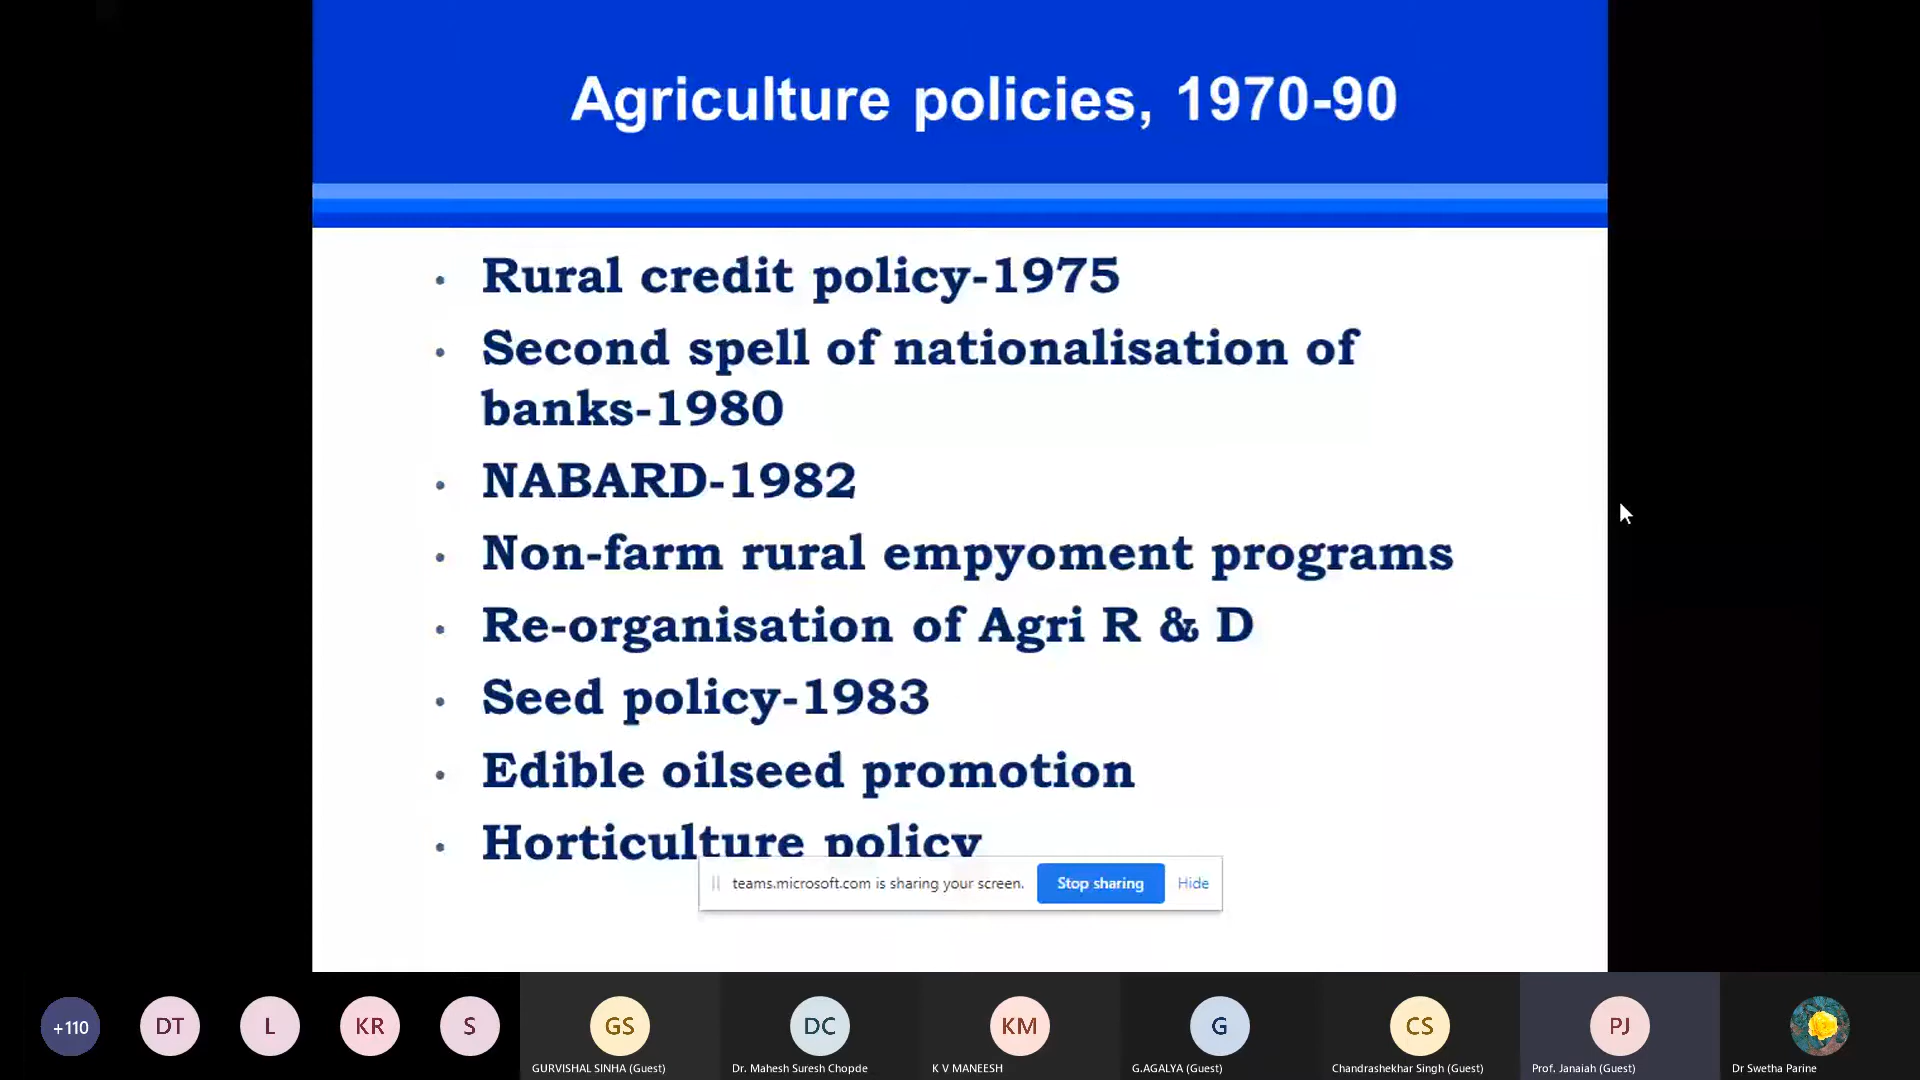 Agriculture policies, 1970-90
• Rural credit policy-1975
• Second spell of nationalisation of
banks-1980
• NABARD-1982
• Non-farm rural empyoment programs
• Re-organisation of Agri R & D
• Seed policy-1983
• Edible oilseed promotion
• Horticulture policy
teams.microsoft.com is sharing your screen. Stop sharing Hide
+110 DT L KR S GS DC KM G CS PJ
GURVISHAL SINHA (Guest) Dr. Mahesh Suresh Chopde K V MANEESH G.AGALYA (Guest) Chandrashekhar Singh (Guest) Prof. Janaiah (Guest) Dr Swetha Parine